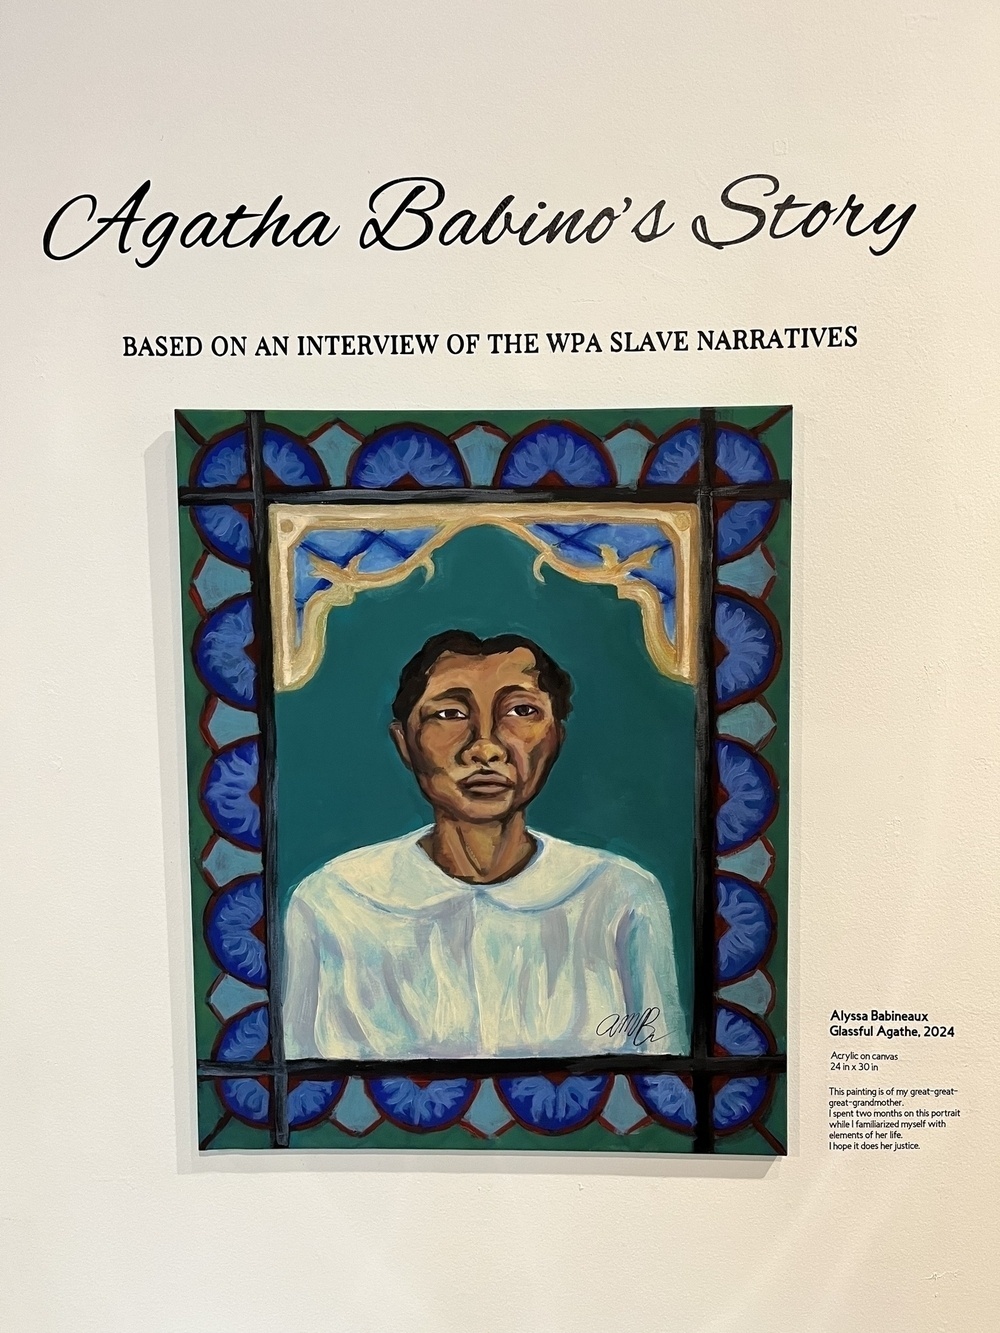 Agatha Babino's Story
BASED ON AN INTERVIEW OF THE WPA SLAVE NARRATIVES
Alyssa Babineaux
Glassful Agathe, 2024
Acrylic on canvas
24 in x 30 in
This painting is of my great-great-
great-grandmother.
I spent two months on this portrait
while I familiarized myself with
elements of her life.
I hope it does her justice.